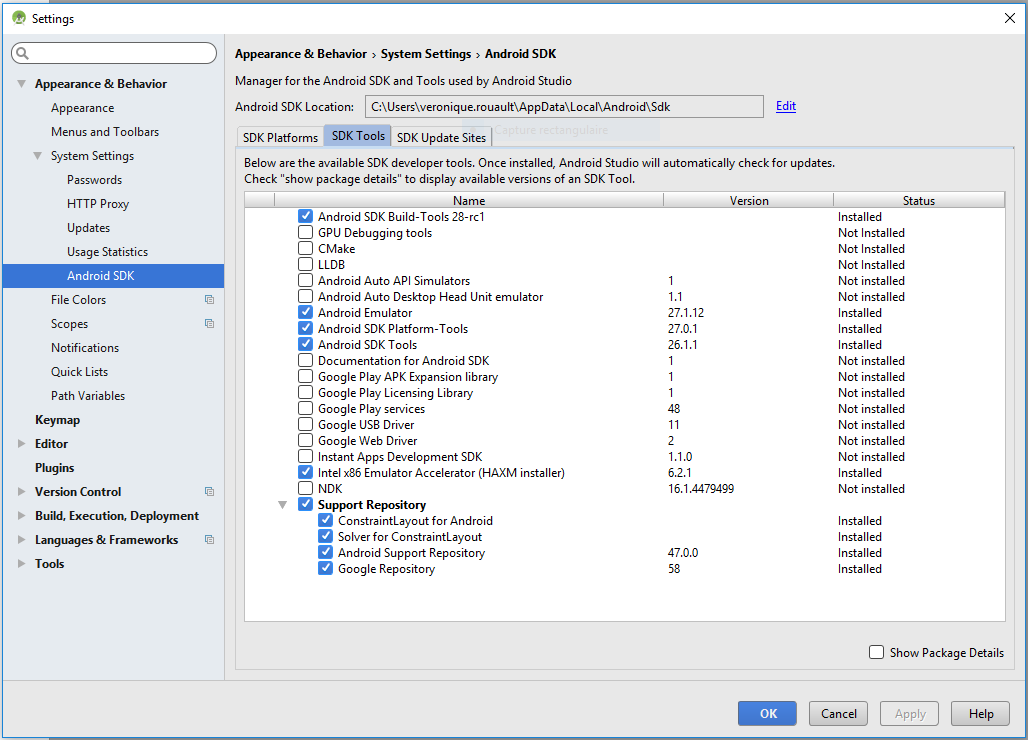 Settings
Appearance & Behavior
Appearance
Menus and Toolbars
System Settings
Passwords
HTTP Proxy
Updates
Usage Statistics
Android SDK
File Colors
Scopes
Notifications
Quick Lists
Path Variables
Keymap
Editor
Plugins
Version Control
Build, Execution, Deployment
Languages & Frameworks
Tools
Appearance & Behavior › System Settings › Android SDK
Manager for the Android SDK and Tools used by Android Studio
Android SDK Location: C:\Users\veronique.rouault\AppData\Local\Android\Sdk Edit
Capture rectangulaire
SDK Platforms SDK Tools SDK Update Sites
Below are the available SDK developer tools. Once installed, Android Studio will automatically check for updates.
Check "show package details" to display available versions of an SDK Tool.
Name Version Status
Android SDK Build-Tools 28-rc1 Installed
GPU Debugging tools Not Installed
CMake Not Installed
LLDB Not Installed
Android Auto API Simulators 1 Not installed
Android Auto Desktop Head Unit emulator 1.1 Not installed
Android Emulator 27.1.12 Installed
Android SDK Platform-Tools 27.0.1 Installed
Android SDK Tools 26.1.1 Installed
Documentation for Android SDK 1 Not installed
Google Play APK Expansion library 1 Not installed
Google Play Licensing Library 1 Not installed
Google Play services 48 Not installed
Google USB Driver 11 Not installed
Google Web Driver 2 Not installed
Instant Apps Development SDK 1.1.0 Not installed
Intel x86 Emulator Accelerator (HAXM installer) 6.2.1 Installed
NDK 16.1.4479499 Not installed
Support Repository
ConstraintLayout for Android Installed
Solver for ConstraintLayout Installed
Android Support Repository 47.0.0 Installed
Google Repository 58 Installed
Show Package Details
OK Cancel Apply Help